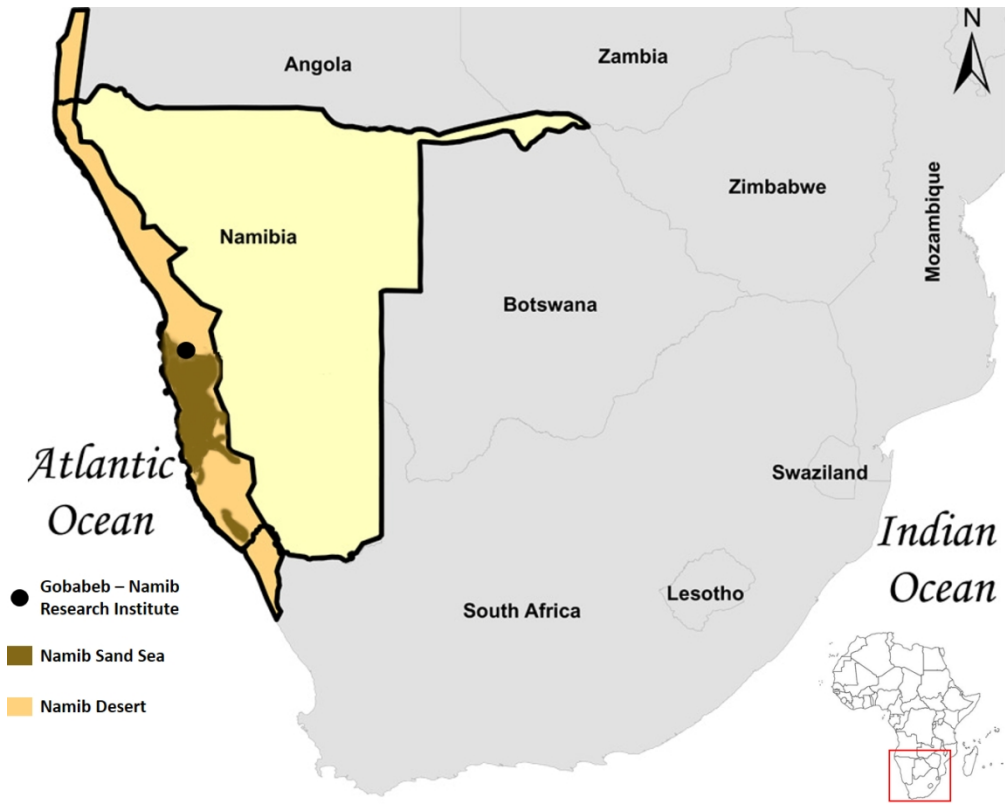 N
Angola
Zambia
Zimbabwe
Mozambique
Namibia
Botswana
Atlantic
Ocean
Swaziland
Indian
Ocean
Gobabeb – Namib
Research Institute
Lesotho
South Africa
Namib Sand Sea
Namib Desert